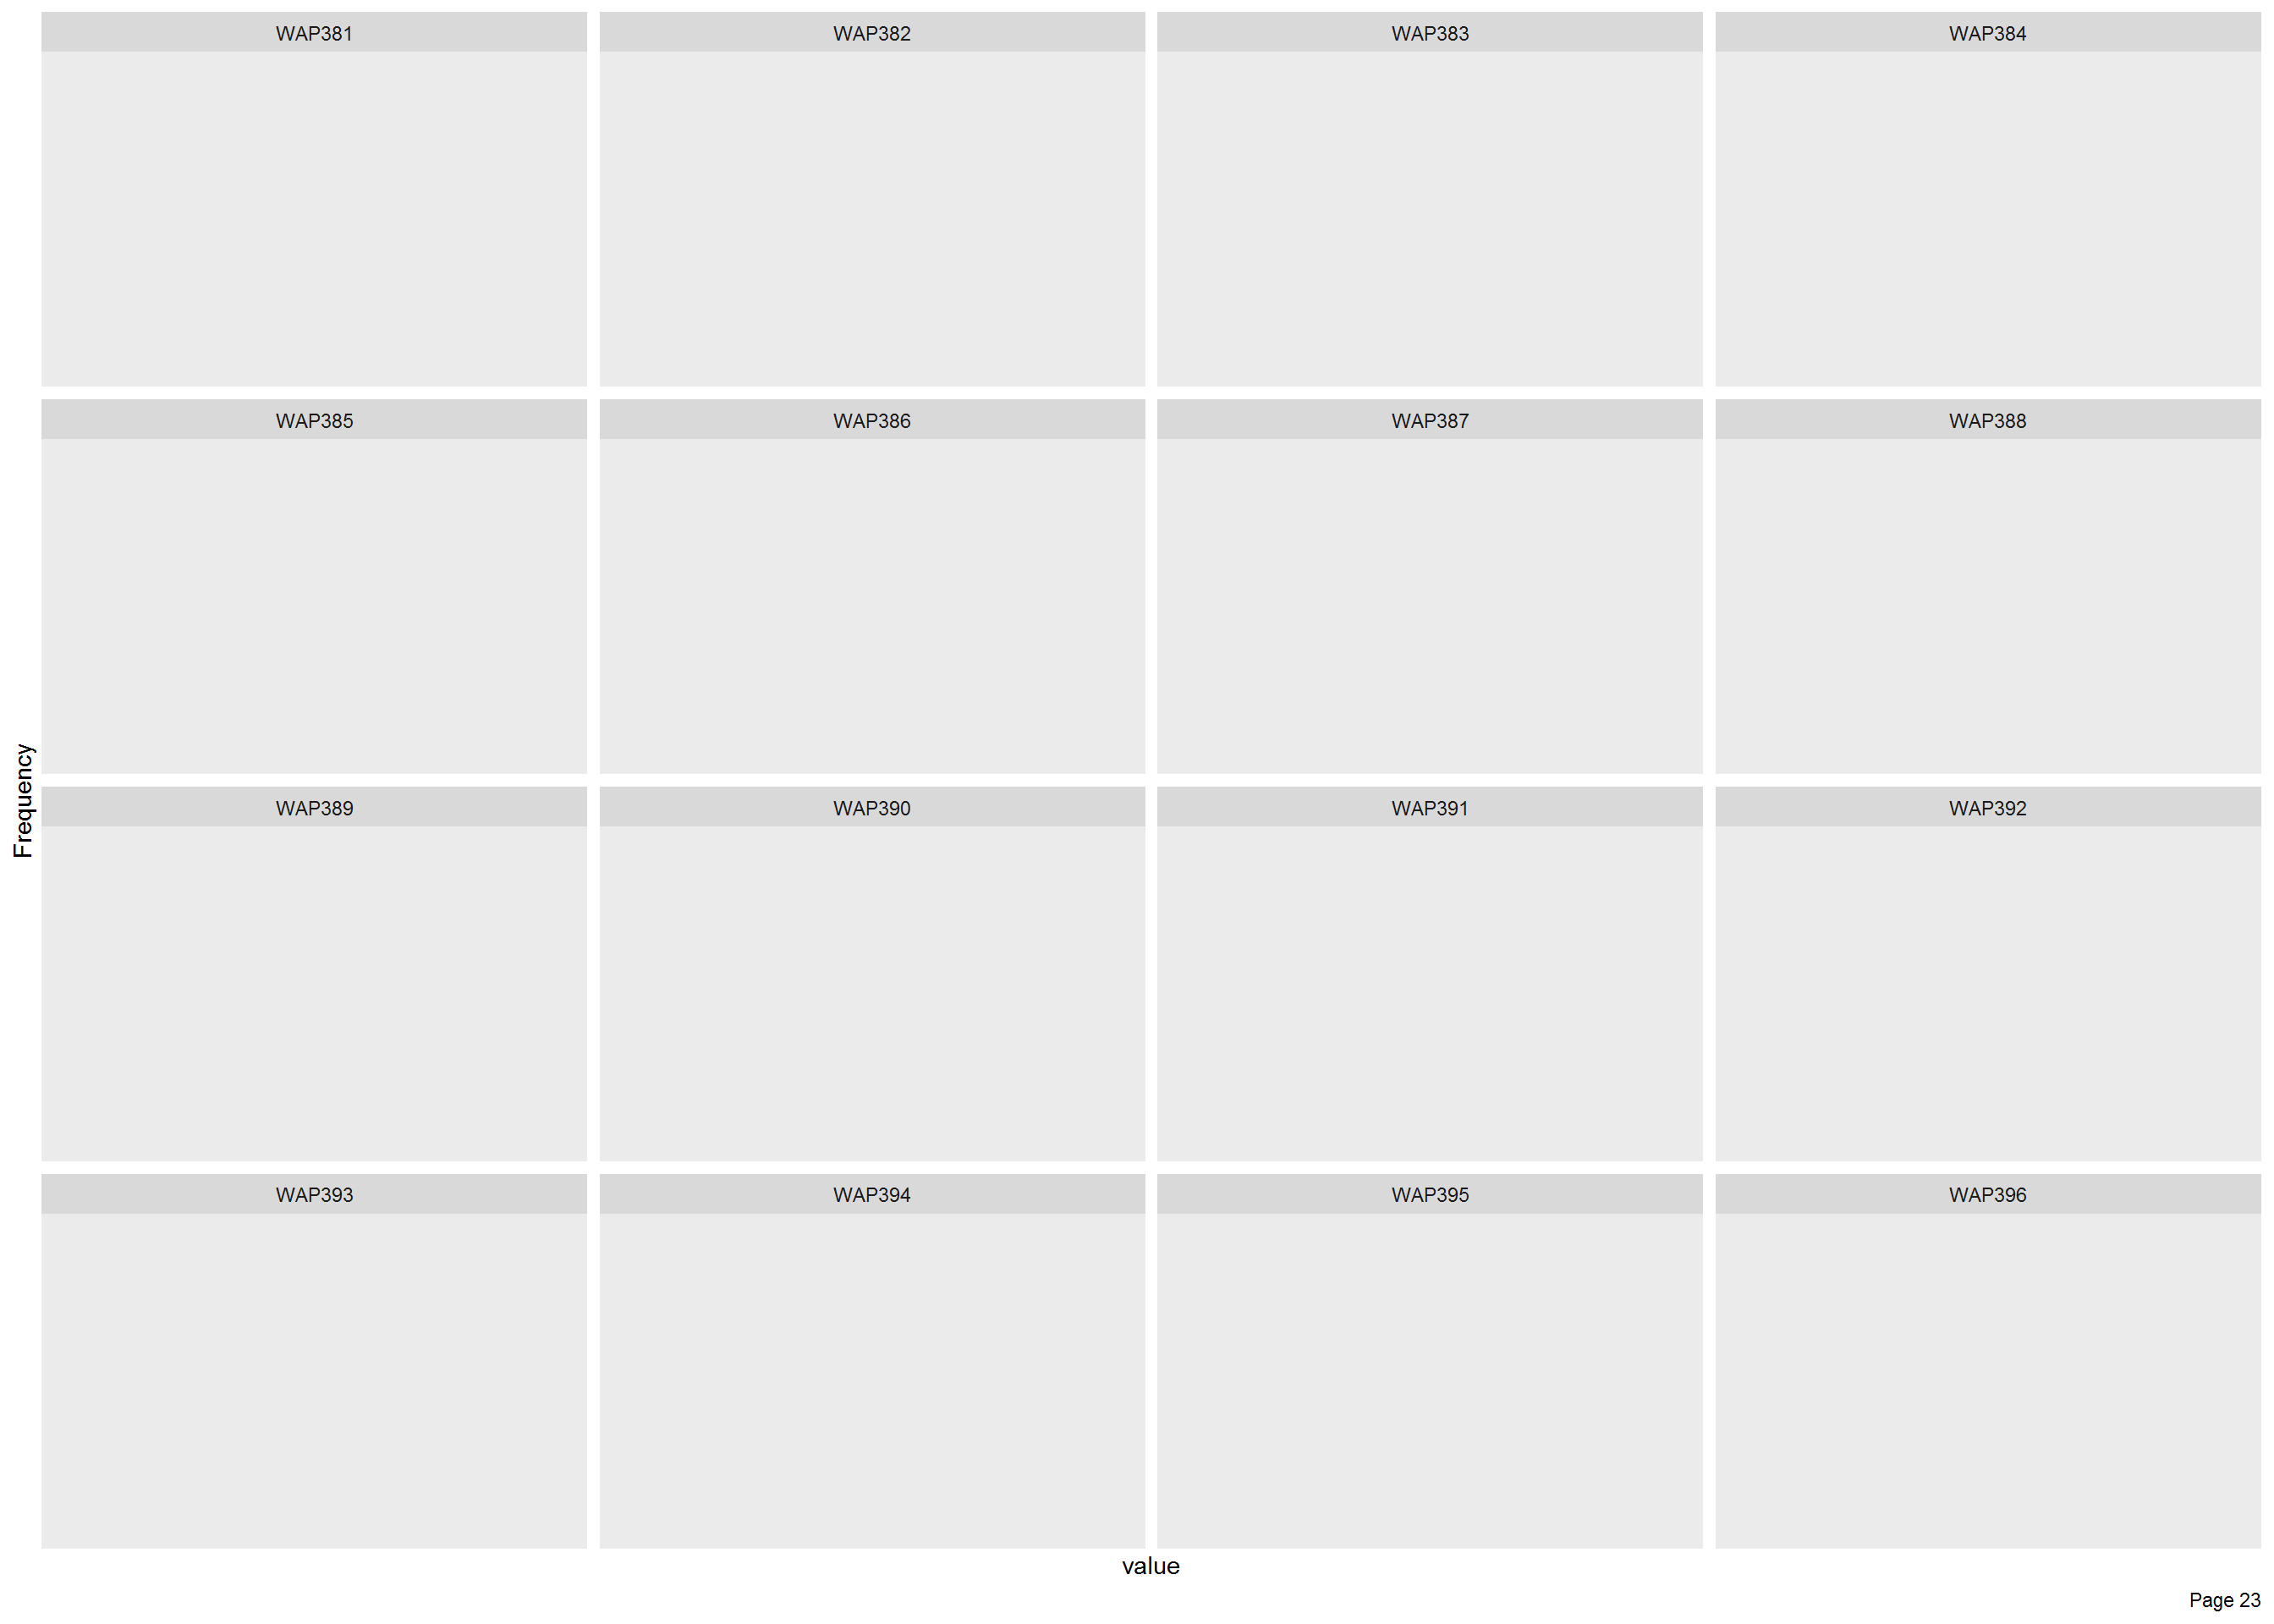 WAP381 WAP382 WAP383 WAP384
WAP385 WAP386 WAP387 WAP388
Frequency
WAP389 WAP390 WAP391 WAP392
WAP393 WAP394 WAP395 WAP396
value
Page 23